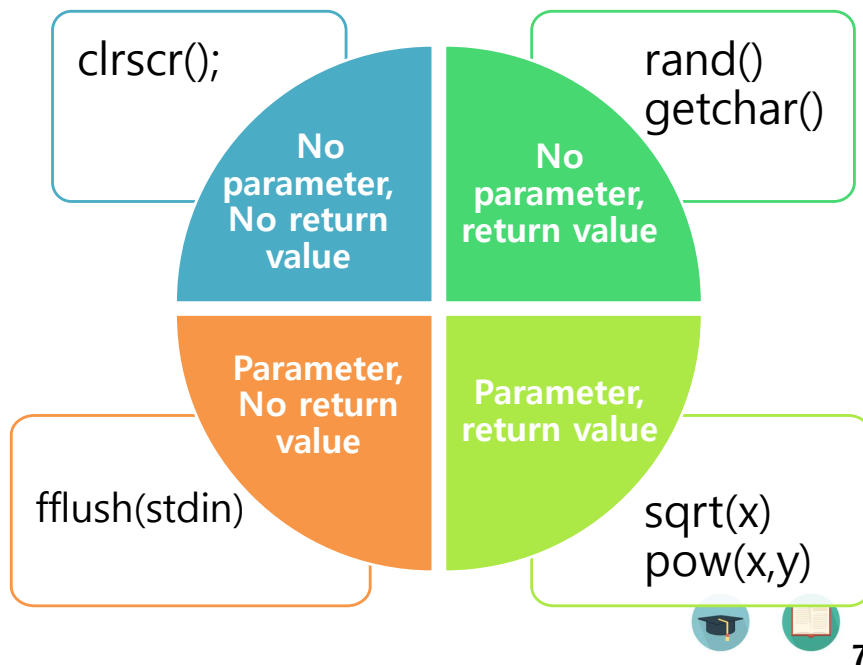 clrscr();
No
parameter,
No return
value
rand()
getchar()
No
parameter,
return value
Parameter,
No return
value
fflush(stdin)
Parameter,
return value
sqrt(x)
pow(x,y)
7